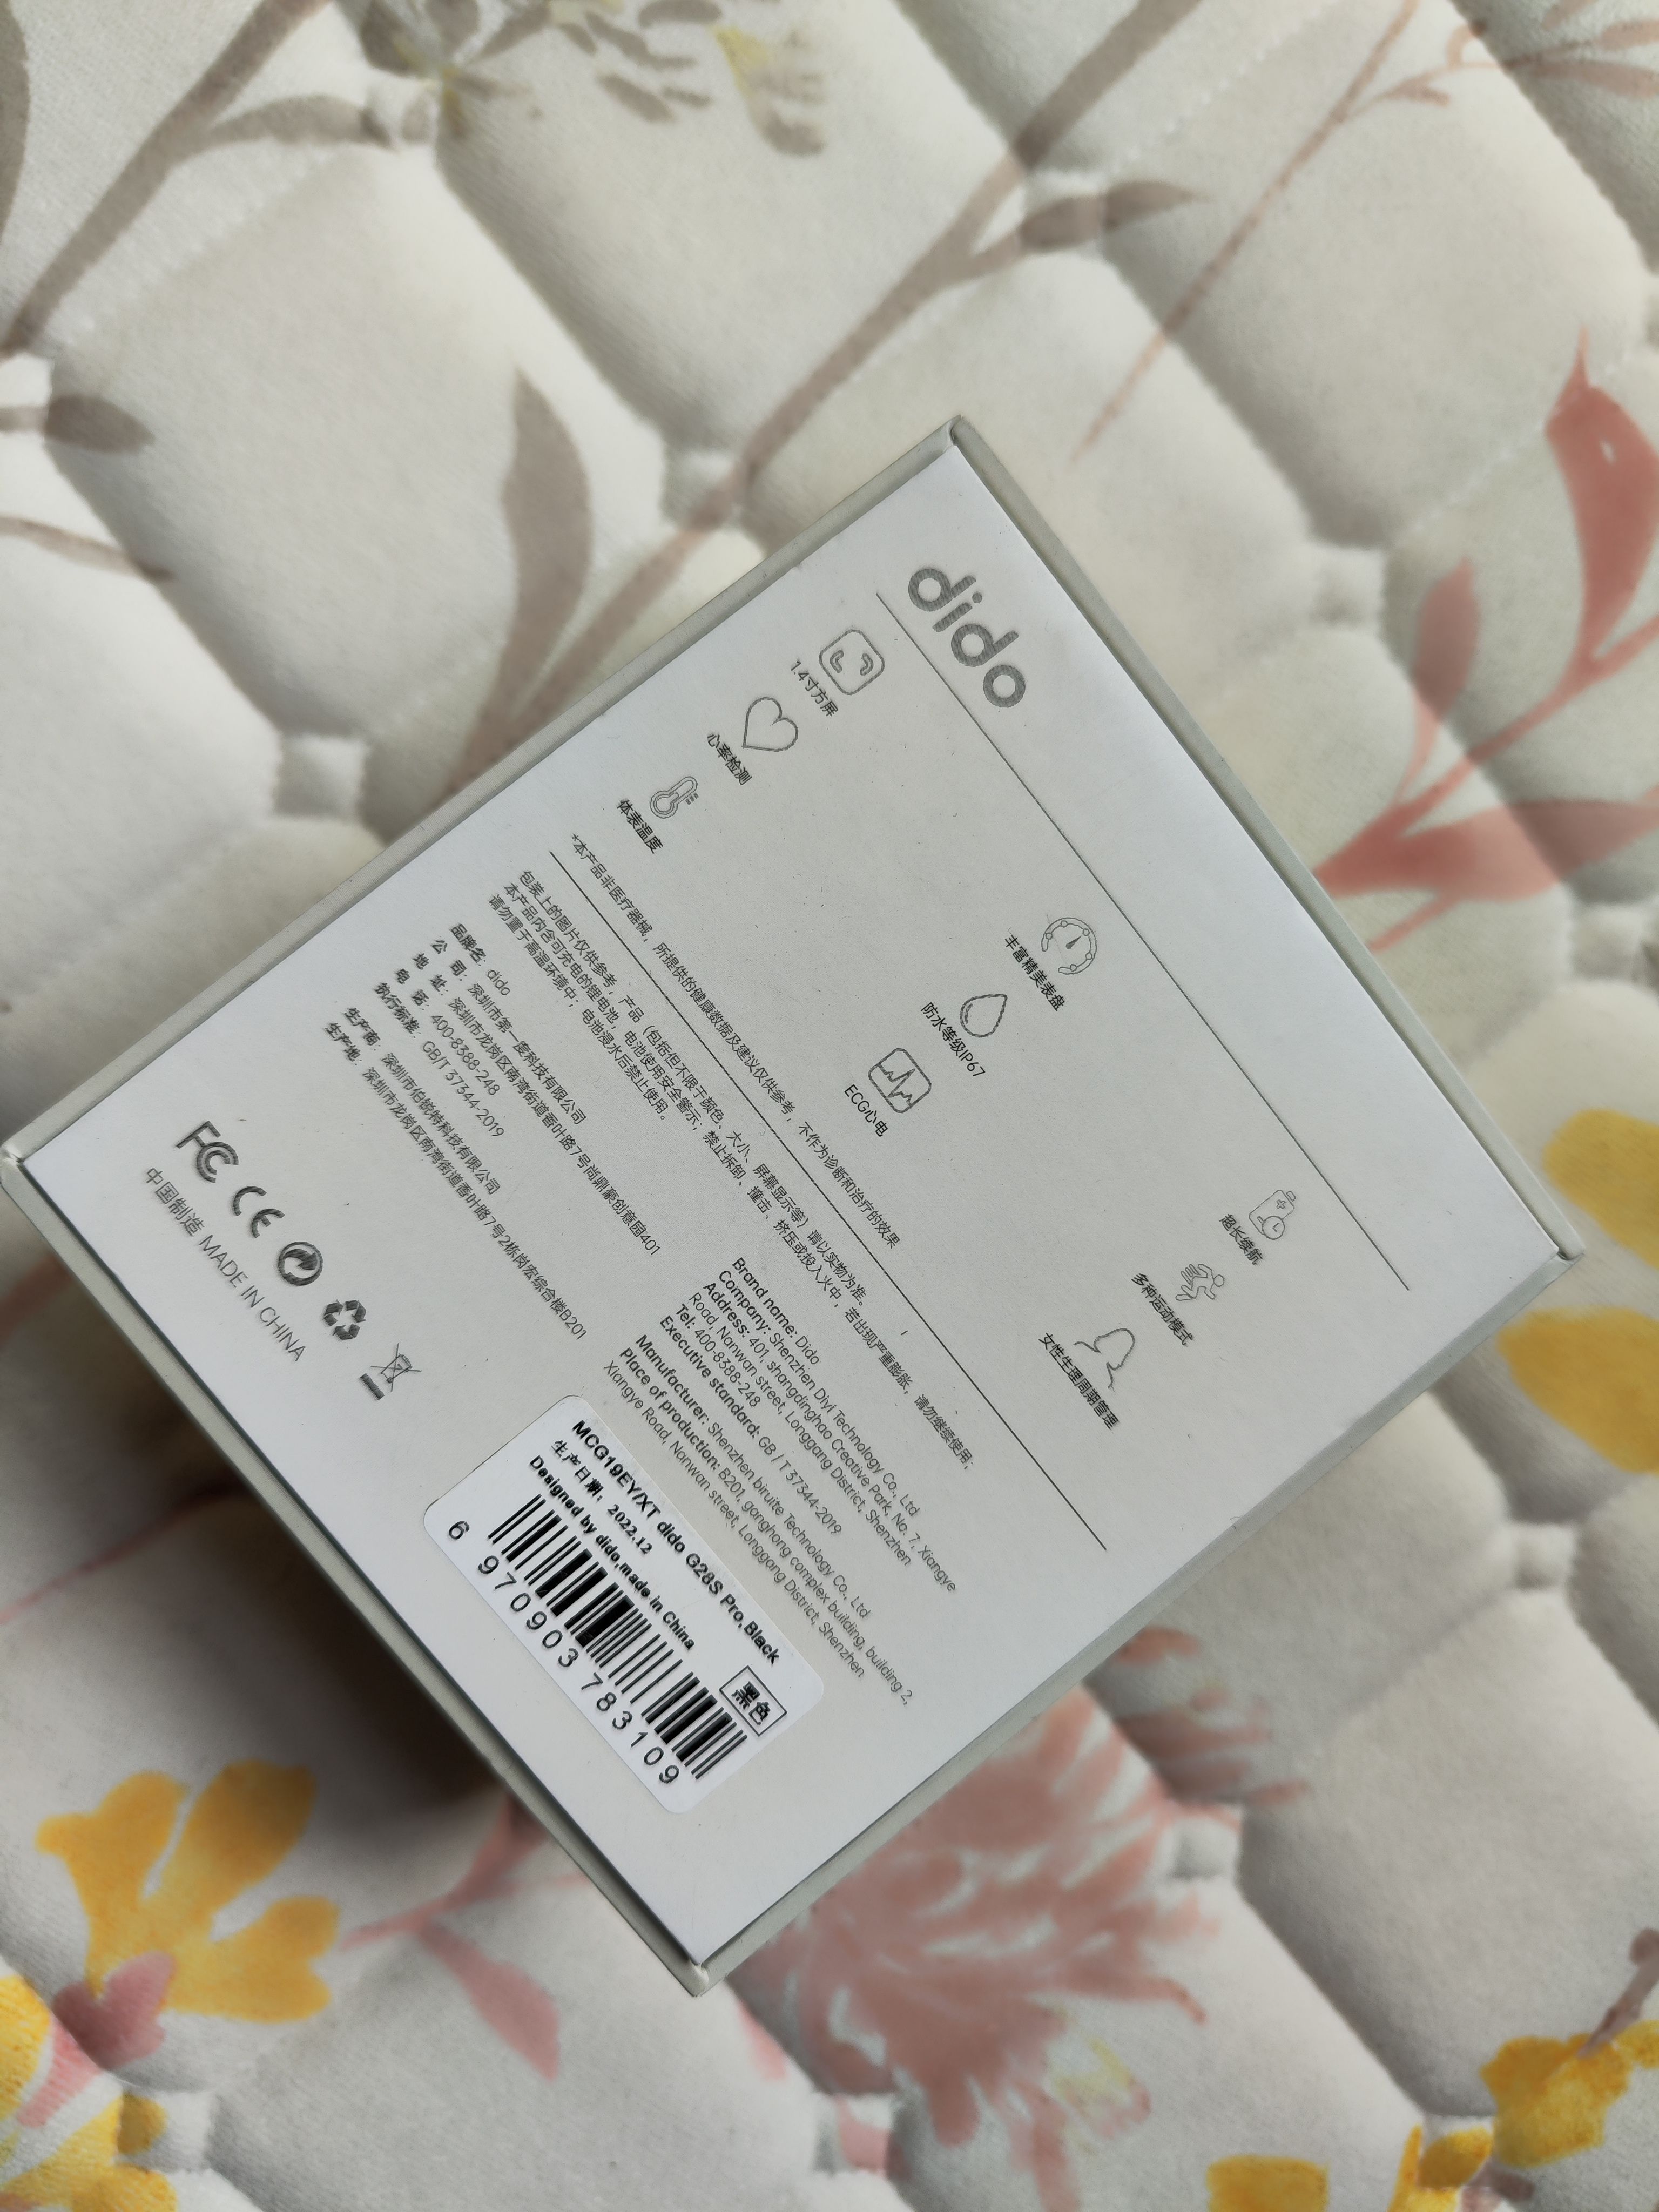 dido
1.4寸方屏
丰富精美表盘
超长续航
心率检测
防水等级IP67
多种运动模式
体表温度
ECG心电
女性生理周期管理
*本产品非医疗器械，所提供的健康数据及建议仅供参考，不作为诊断和治疗的效果
包装上的图片仅供参考，产品（包括但不限于颜色、大小、屏幕显示等）请以实物为准。
本产品内含可充电的锂电池，电池使用安全警示，禁止拆卸、撞击、挤压或投入火中，若出现严重膨胀，请勿继续使用；
请勿置于高温环境中；电池浸水后禁止使用。
品牌名：dido
公 司：深圳市第一度科技有限公司
地 址：深圳市龙岗区南湾街道香叶路7号尚鼎豪创意园401
电 话：400-8388-248
执行标准：GB/T 37344-2019
生产商：深圳市伯锐特科技有限公司
生产地：深圳市龙岗区南湾街道香叶路7号2栋岗宏综合楼B201
Brand name: Dido
Company: Shenzhen Diyi Technology Co., Ltd
Address: 401, shangdinghao Creative Park, No. 7, Xiangye
Road, Nanwan street, Longgang District, Shenzhen
Tel: 400-8388-248
Executive standard: GB / T 37344-2019
Manufacturer: Shenzhen biruite Technology Co., Ltd
Place of production: B201, ganghong complex building, building 2,
Xiangye Road, Nanwan street, Longgang District, Shenzhen
FC CE
中国制造 MADE IN CHINA
MCG19EY/XT dido G28S Pro,Black
生产日期：2022.12
Designed by dido,made in China
黑色
6 970903 783109